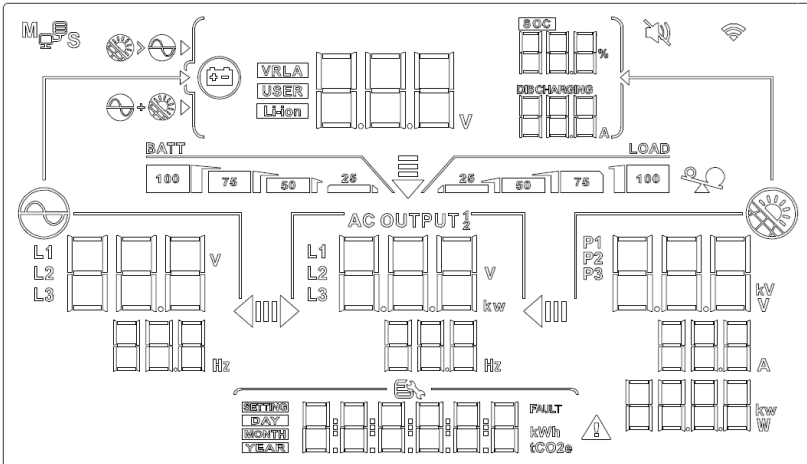 M S
SOC
%
VRLA
USER
Li-ion
V
DISCHARGING
A
BATT
LOAD
100 75 50 25
25 50 75 100
AC OUTPUT 1 2
L1
L2
L3
V
Hz
L1
L2
L3
V
kw
Hz
P1
P2
P3
kV
V
A
kw
W
SETTING
DAY
MONTH
YEAR
FAULT
kWh
tCO2e